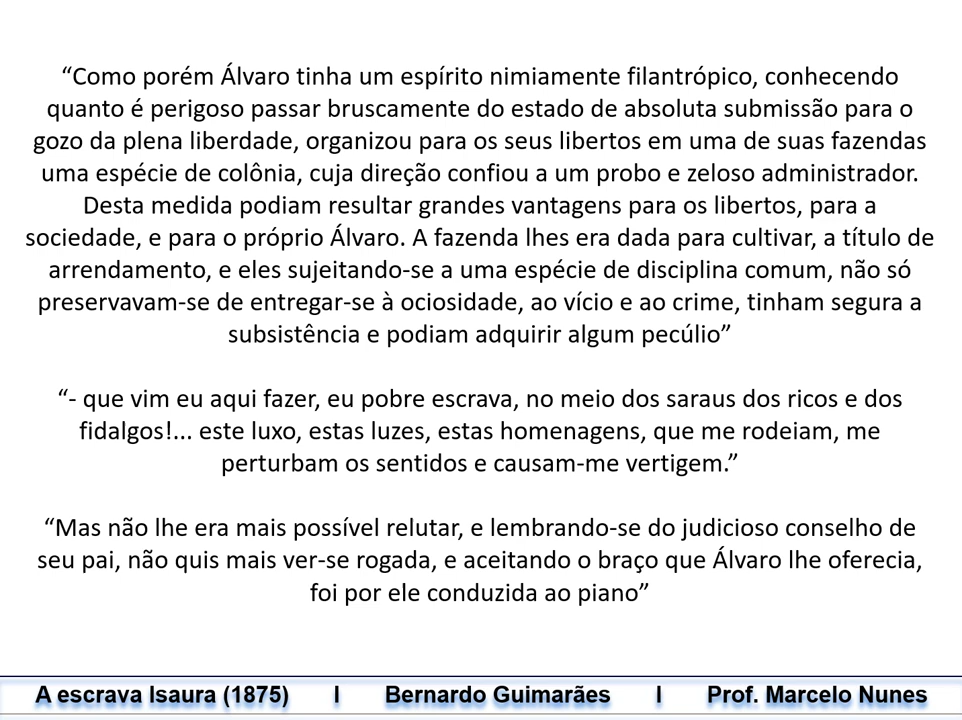 “Como porém Álvaro tinha um espírito nimiamente filantrópico, conhecendo
quanto é perigoso passar bruscamente do estado de absoluta submissão para o
gozo da plena liberdade, organizou para os seus libertos em uma de suas fazendas
uma espécie de colônia, cuja direção confiou a um probo e zeloso administrador.
Desta medida podiam resultar grandes vantagens para os libertos, para a
sociedade, e para o próprio Álvaro. A fazenda lhes era dada para cultivar, a título de
arrendamento, e eles sujeitando-se a uma espécie de disciplina comum, não só
preservavam-se de entregar-se à ociosidade, ao vício e ao crime, tinham segura a
subsistência e podiam adquirir algum pecúlio”
“- que vim eu aqui fazer, eu pobre escrava, no meio dos saraus dos ricos e dos
fidalgos!... este luxo, estas luzes, estas homenagens, que me rodeiam, me
perturbam os sentidos e causam-me vertigem.”
“Mas não lhe era mais possível relutar, e lembrando-se do judicioso conselho de
seu pai, não quis mais ver-se rogada, e aceitando o braço que Álvaro lhe oferecia,
foi por ele conduzida ao piano”
A escrava Isaura (1875) I Bernardo Guimarães I Prof. Marcelo Nunes